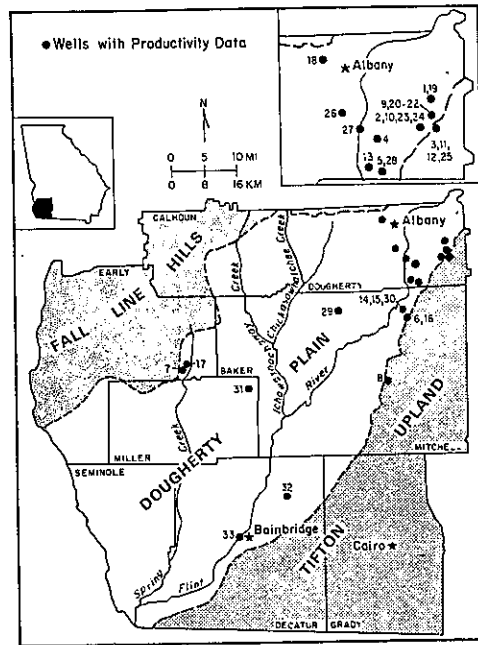 ● Wells with Productivity Data
18
★ Albany
1,19
9,20-22
2,10,23,24
26
27
4
3,11,
12,25
13
5,28
N
0 5 10 MI
0 8 16 KM
CALHOUN
★ Albany
EARLY
FALL LINE HILLS
Creek
Creek
Chickasawhatchee
Ichawaynochaway
DOUGHERTY
14,15,30
29
6,16
PLAIN
River
7
17
BAKER
8
31
UPLAND
MITCHELL
MILLER
Creek
SEMINOLE
DOUGHERTY
32
33
★ Bainbridge
TIFTON
Cairo ★
Spring
Flint
DECATUR
GRADY